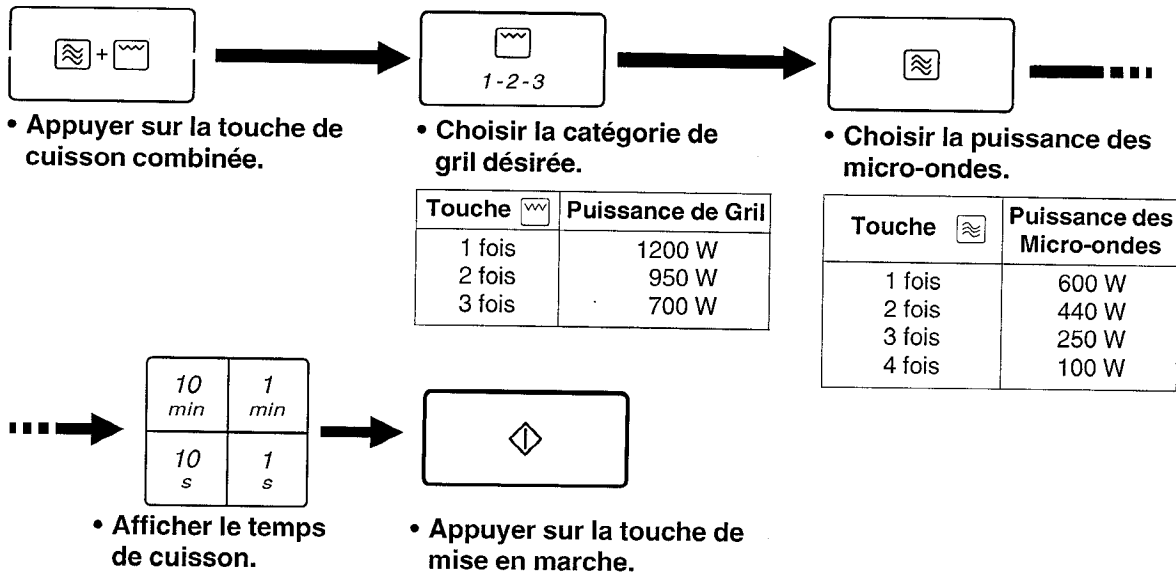 +
1-2-3
• Appuyer sur la touche de
cuisson combinée.
• Choisir la catégorie de
gril désirée.
• Choisir la puissance des
micro-ondes.
Touche Puissance de Gril
1 fois 1200 W
2 fois 950 W
3 fois 700 W
Touche Puissance des
Micro-ondes
1 fois 600 W
2 fois 440 W
3 fois 250 W
4 fois 100 W
10 min 1 min
10 s 1 s
• Afficher le temps
de cuisson.
• Appuyer sur la touche de
mise en marche.